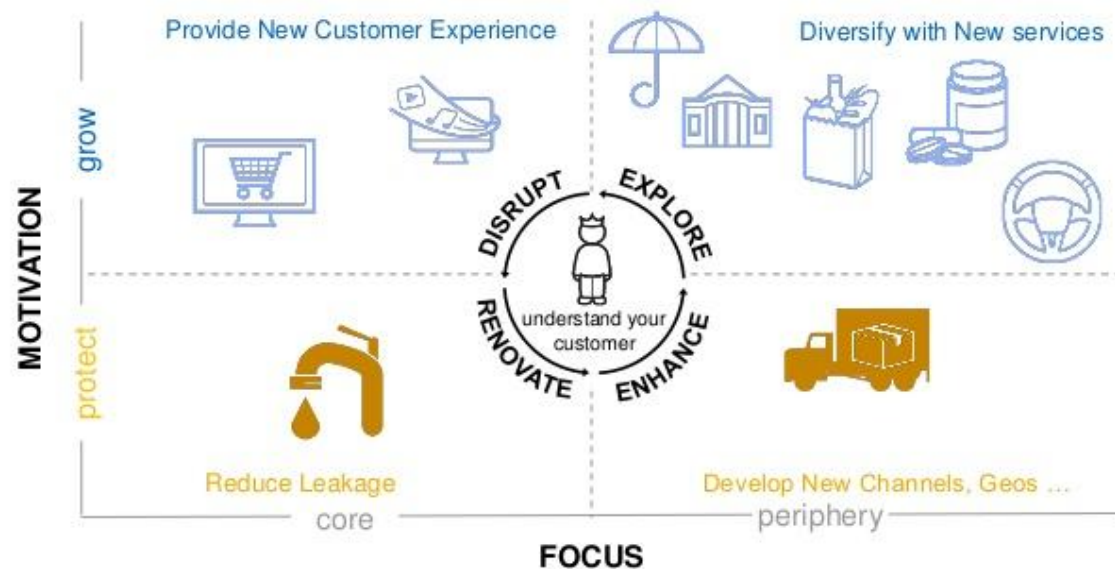 Provide New Customer Experience
Diversify with New services
MOTIVATION
grow
protect
DISRUPT
EXPLORE
RENOVATE
ENHANCE
understand your
customer
Reduce Leakage
Develop New Channels, Geos ...
core
periphery
FOCUS